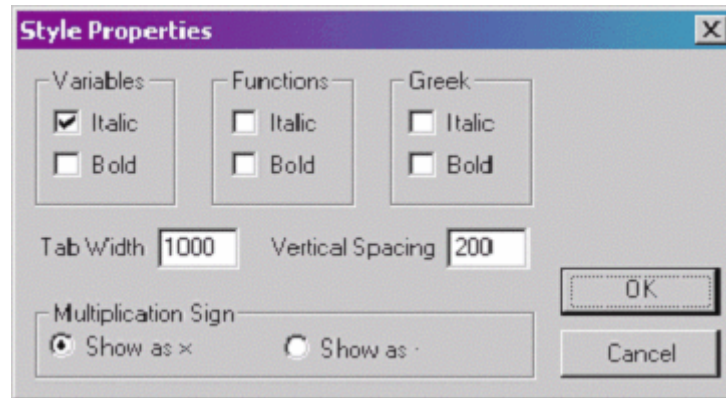 Style Properties
Variables Functions Greek
Italic Italic Italic
Bold Bold Bold
Tab Width 1000 Vertical Spacing 200
OK
Multiplication Sign
Show as × Show as ·
Cancel